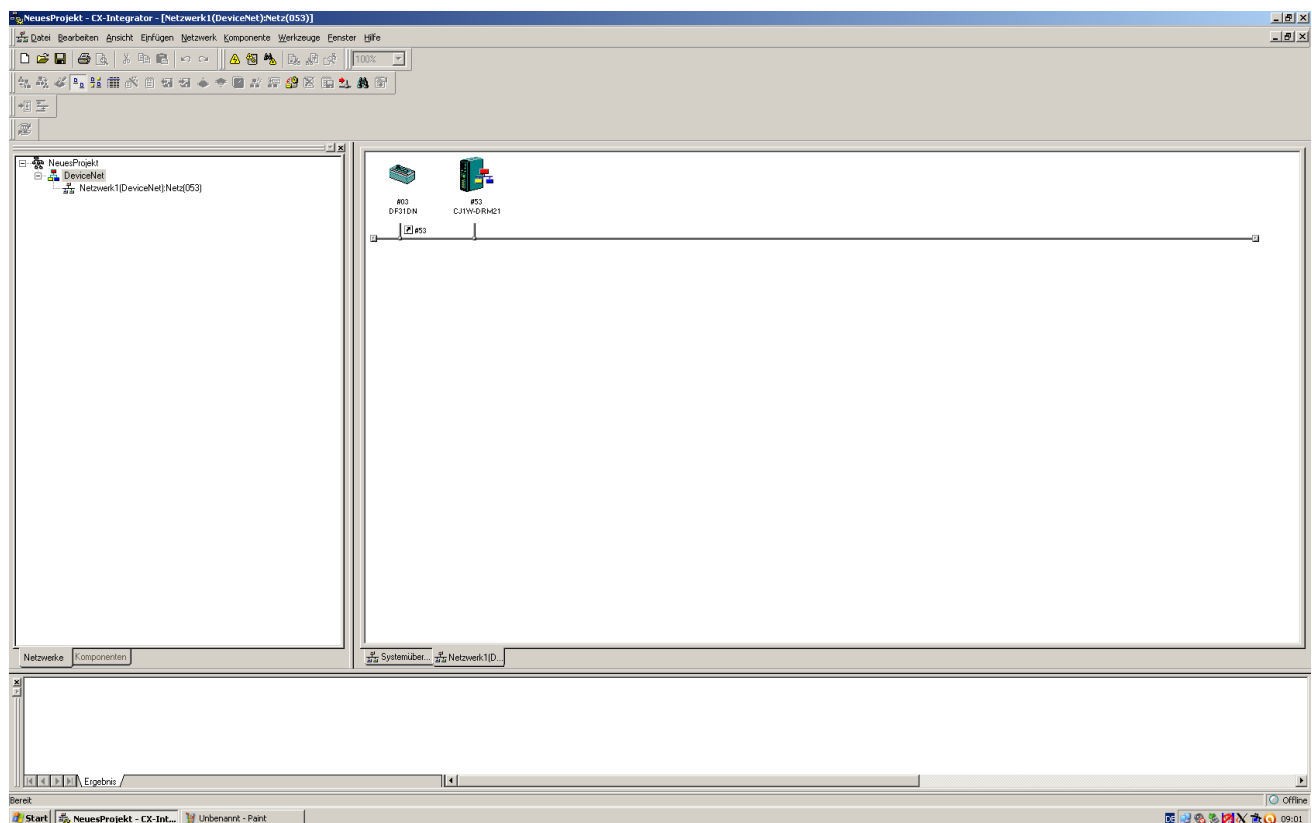 NeuesProjekt - CX-Integrator - [Netzwerk1(DeviceNet):Netz(053)]
Datei Bearbeiten Ansicht Einfügen Netzwerk Komponente Werkzeuge Fenster Hilfe
100%
NeuesProjekt
DeviceNet
Netzwerk1(DeviceNet):Netz(053)
#03 #53
DF31DN CJ1W-DRM21
#53
Netzwerke Komponenten
Systemüber... Netzwerk1(D...
Ergebnis
Bereit Offline
Start NeuesProjekt - CX-Int... Unbenannt - Paint DE 09:01